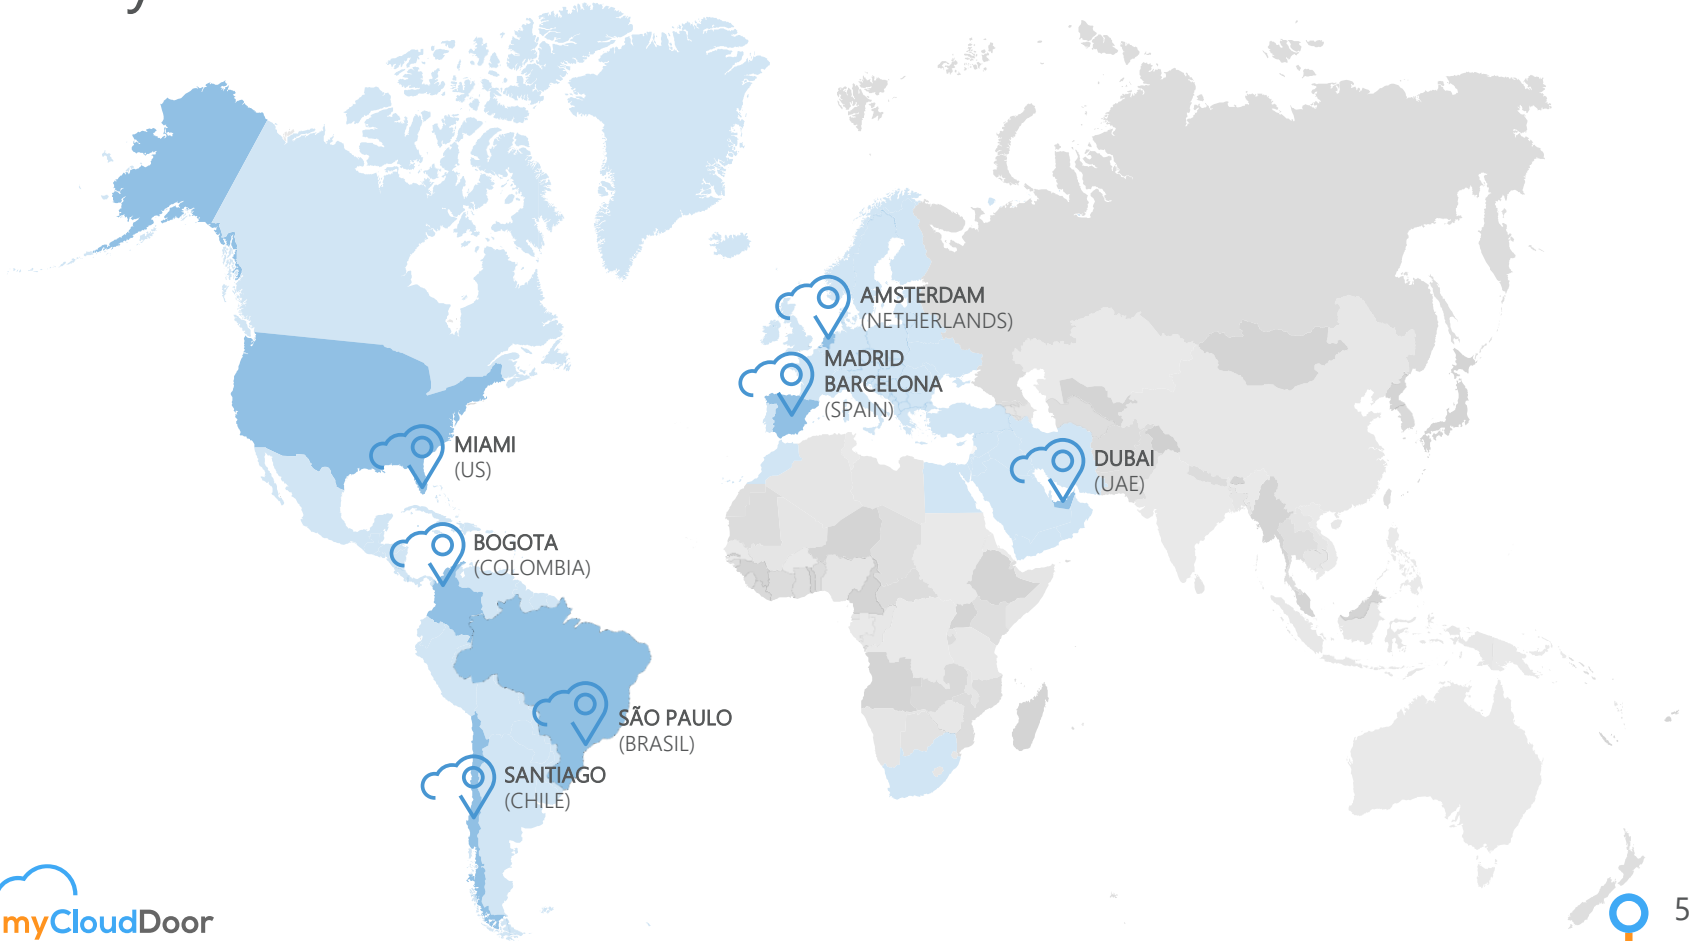 AMSTERDAM
(NETHERLANDS)
MADRID
BARCELONA
(SPAIN)
MIAMI
(US)
DUBAI
(UAE)
BOGOTA
(COLOMBIA)
SÃO PAULO
(BRASIL)
SANTIAGO
(CHILE)
myCloudDoor
5